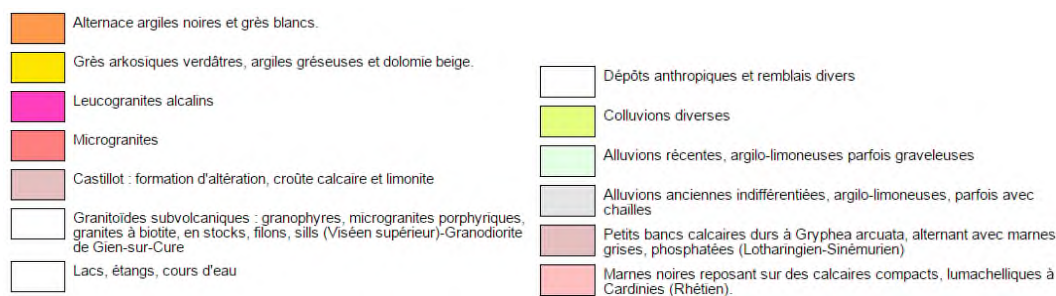 Alternace argiles noires et grès blancs.
Grès arkosiques verdâtres, argiles gréseuses et dolomie beige.
Leucogranites alcalins
Microgranites
Castillot : formation d'altération, croûte calcaire et limonite
Granitoïdes subvolcaniques : granophyres, microgranites porphyriques,
granites à biotite, en stocks, filons, sills (Viséen supérieur)-Granodiorite
de Gien-sur-Cure
Lacs, étangs, cours d'eau
Dépôts anthropiques et remblais divers
Colluvions diverses
Alluvions récentes, argilo-limoneuses parfois graveleuses
Alluvions anciennes indifférentiées, argilo-limoneuses, parfois avec
chailles
Petits bancs calcaires durs à Gryphea arcuata, alternant avec marnes
grises, phosphatées (Lotharingien-Sinémurien)
Marnes noires reposant sur des calcaires compacts, lumachelliques à
Cardinies (Rhétien).